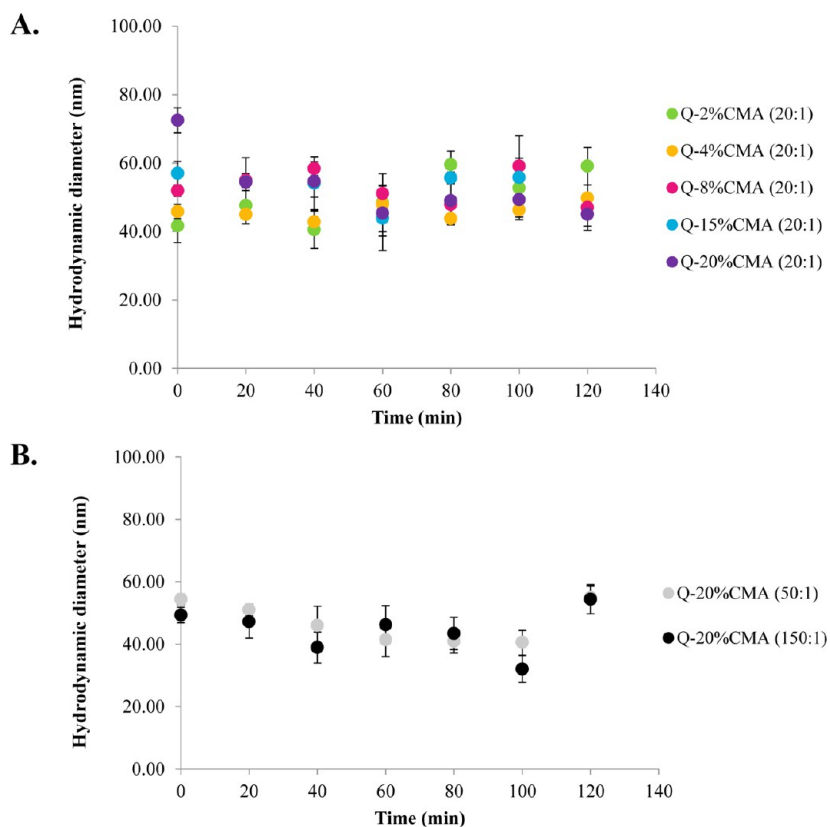 A.
100.00
80.00
60.00
40.00
20.00
0.00
Hydrodynamic diameter (nm)
0 20 40 60 80 100 120 140
Time (min)
Q-2%CMA (20:1)
Q-4%CMA (20:1)
Q-8%CMA (20:1)
Q-15%CMA (20:1)
Q-20%CMA (20:1)
B.
100.00
80.00
60.00
40.00
20.00
0.00
Hydrodynamic diameter (nm)
0 20 40 60 80 100 120 140
Time (min)
Q-20%CMA (50:1)
Q-20%CMA (150:1)